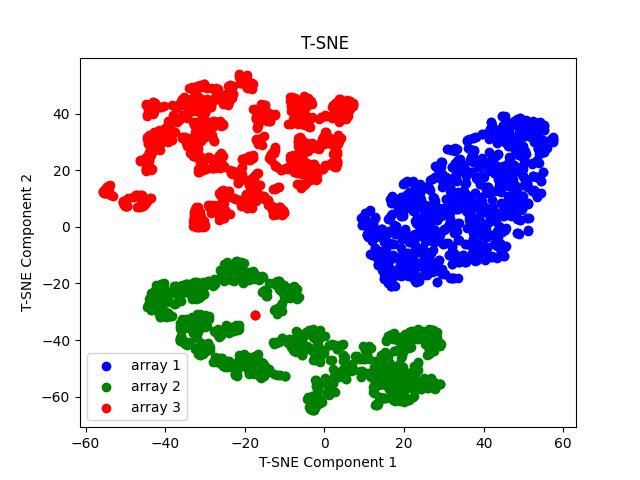 T-SNE
T-SNE Component 2
40
20
0
−20
−40
−60
array 1
array 2
array 3
−60
−40
−20
0
20
40
60
T-SNE Component 1